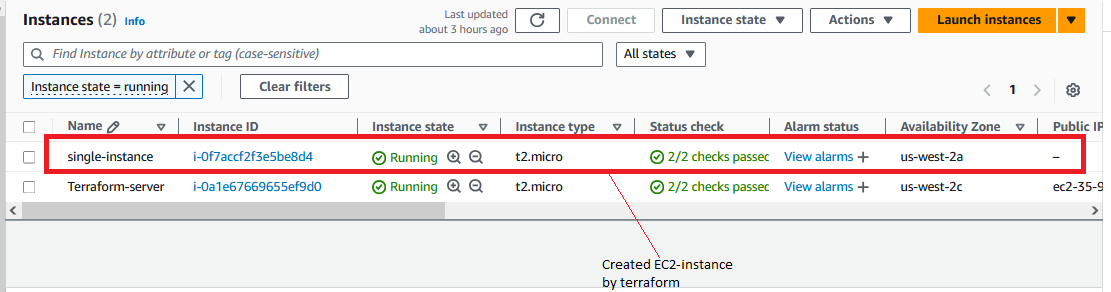 Instances (2) Info
Last updated
about 3 hours ago
Connect Instance state Actions Launch instances
Find Instance by attribute or tag (case-sensitive) All states
Instance state = running Clear filters
1
Name Instance ID Instance state Instance type Status check Alarm status Availability Zone Public IP
single-instance i-0f7accf2f3e5be8d4 Running t2.micro 2/2 checks passed View alarms + us-west-2a –
Terraform-server i-0a1e67669655ef9d0 Running t2.micro 2/2 checks passed View alarms + us-west-2c ec2-35-9
Created EC2-instance
by terraform